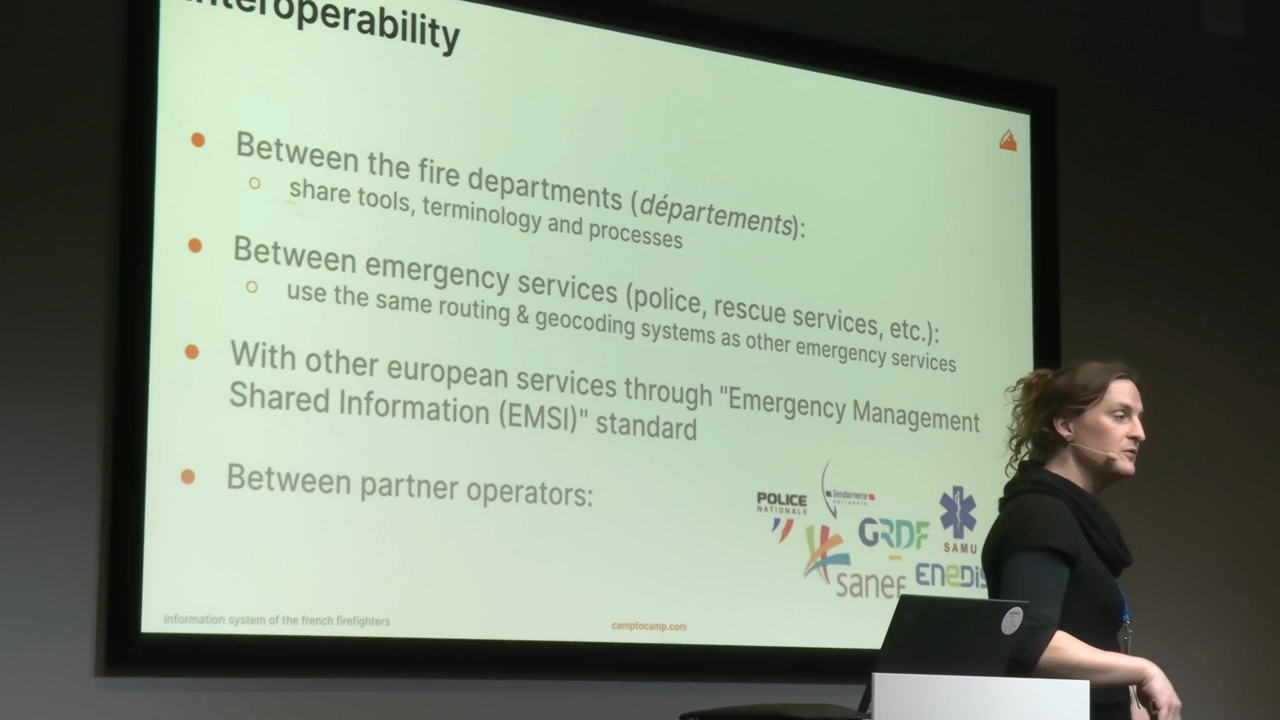 interoperability
Between the fire departments (départements):
share tools, terminology and processes
Between emergency services (police, rescue services, etc.):
use the same routing & geocoding systems as other emergency services
With other european services through "Emergency Management
Shared Information (EMSI)" standard
Between partner operators:
POLICE
NATIONALE
Gendarmerie
GRDF
SAMU
sanef
ENEDIS
Information system of the french firefighters
camptocamp.com